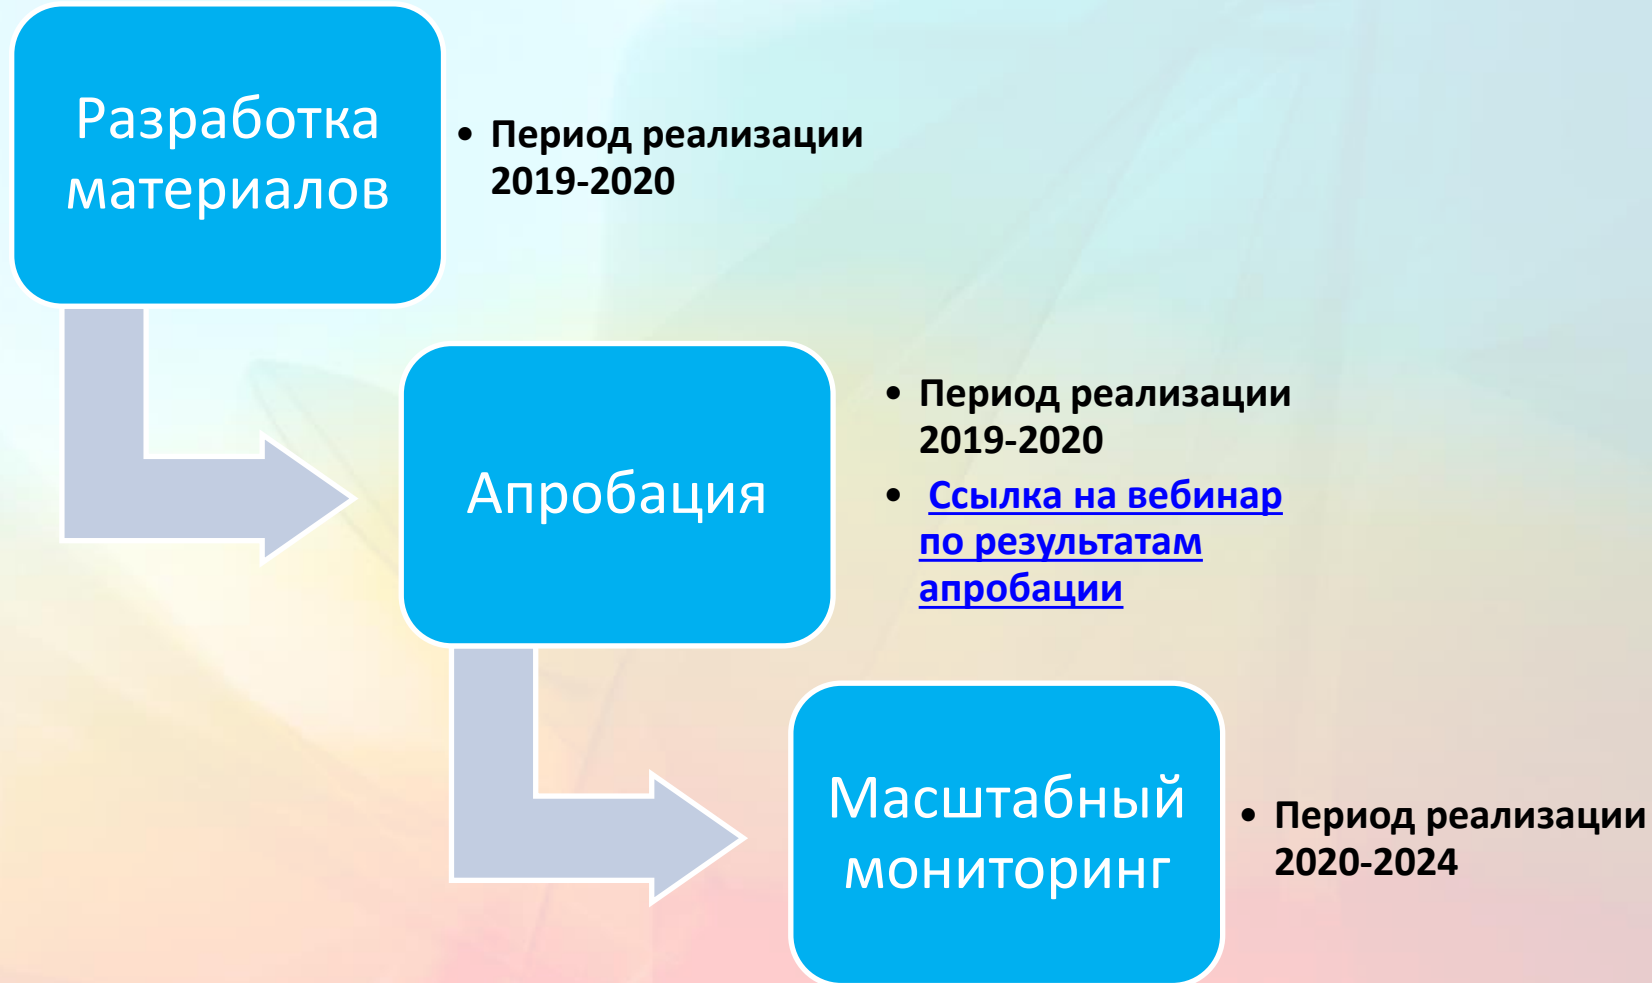 Разработка
материалов
• Период реализации
2019-2020
Апробация
• Период реализации
2019-2020
• Ссылка на вебинар
по результатам
апробации
Масштабный
мониторинг
• Период реализации
2020-2024